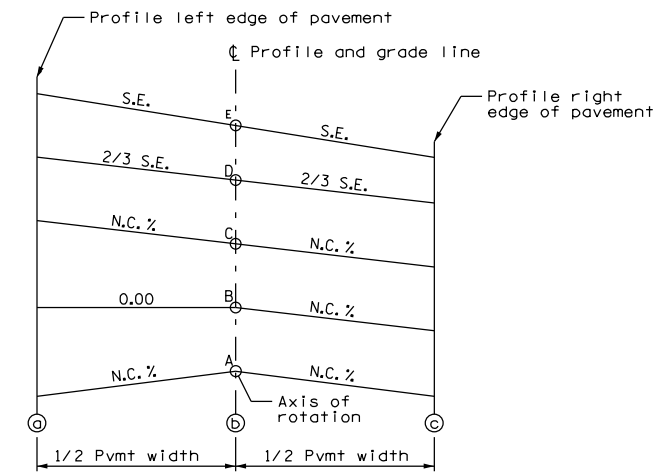 Profile left edge of pavement
℄ Profile and grade line
Profile right
edge of pavement
S.E.
E
S.E.
2/3 S.E.
D
2/3 S.E.
N.C. %
C
N.C. %
0.00
B
N.C. %
N.C. %
A
N.C. %
Axis of
rotation
a
b
c
1/2 Pvmt width
1/2 Pvmt width